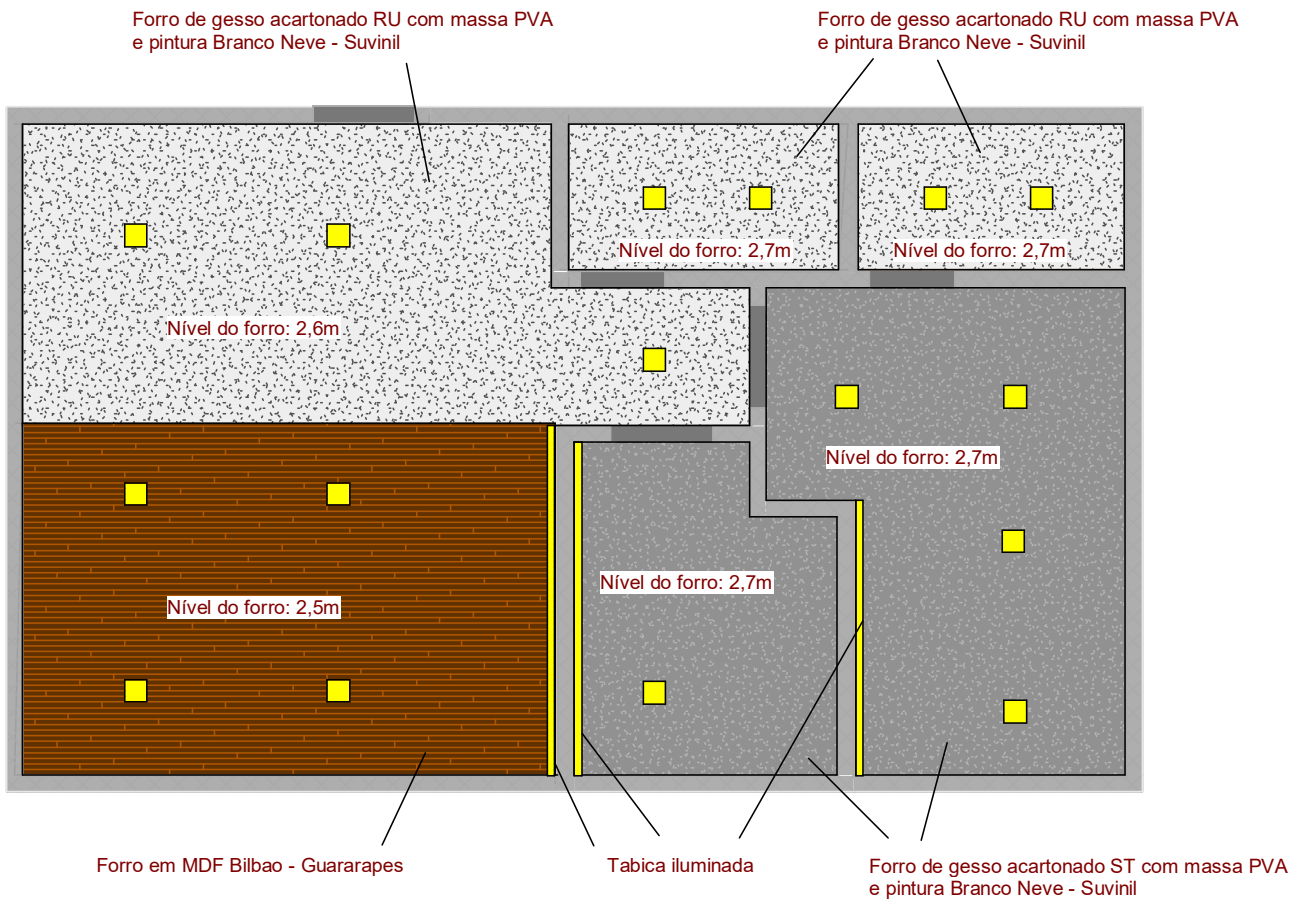 Forro de gesso acartonado RU com massa PVA
e pintura Branco Neve - Suvinil
Forro de gesso acartonado RU com massa PVA
e pintura Branco Neve - Suvinil
Nível do forro: 2,7m
Nível do forro: 2,7m
Nível do forro: 2,6m
Nível do forro: 2,7m
Nível do forro: 2,7m
Nível do forro: 2,5m
Forro em MDF Bilbao - Guararapes
Tabica iluminada
Forro de gesso acartonado ST com massa PVA
e pintura Branco Neve - Suvinil